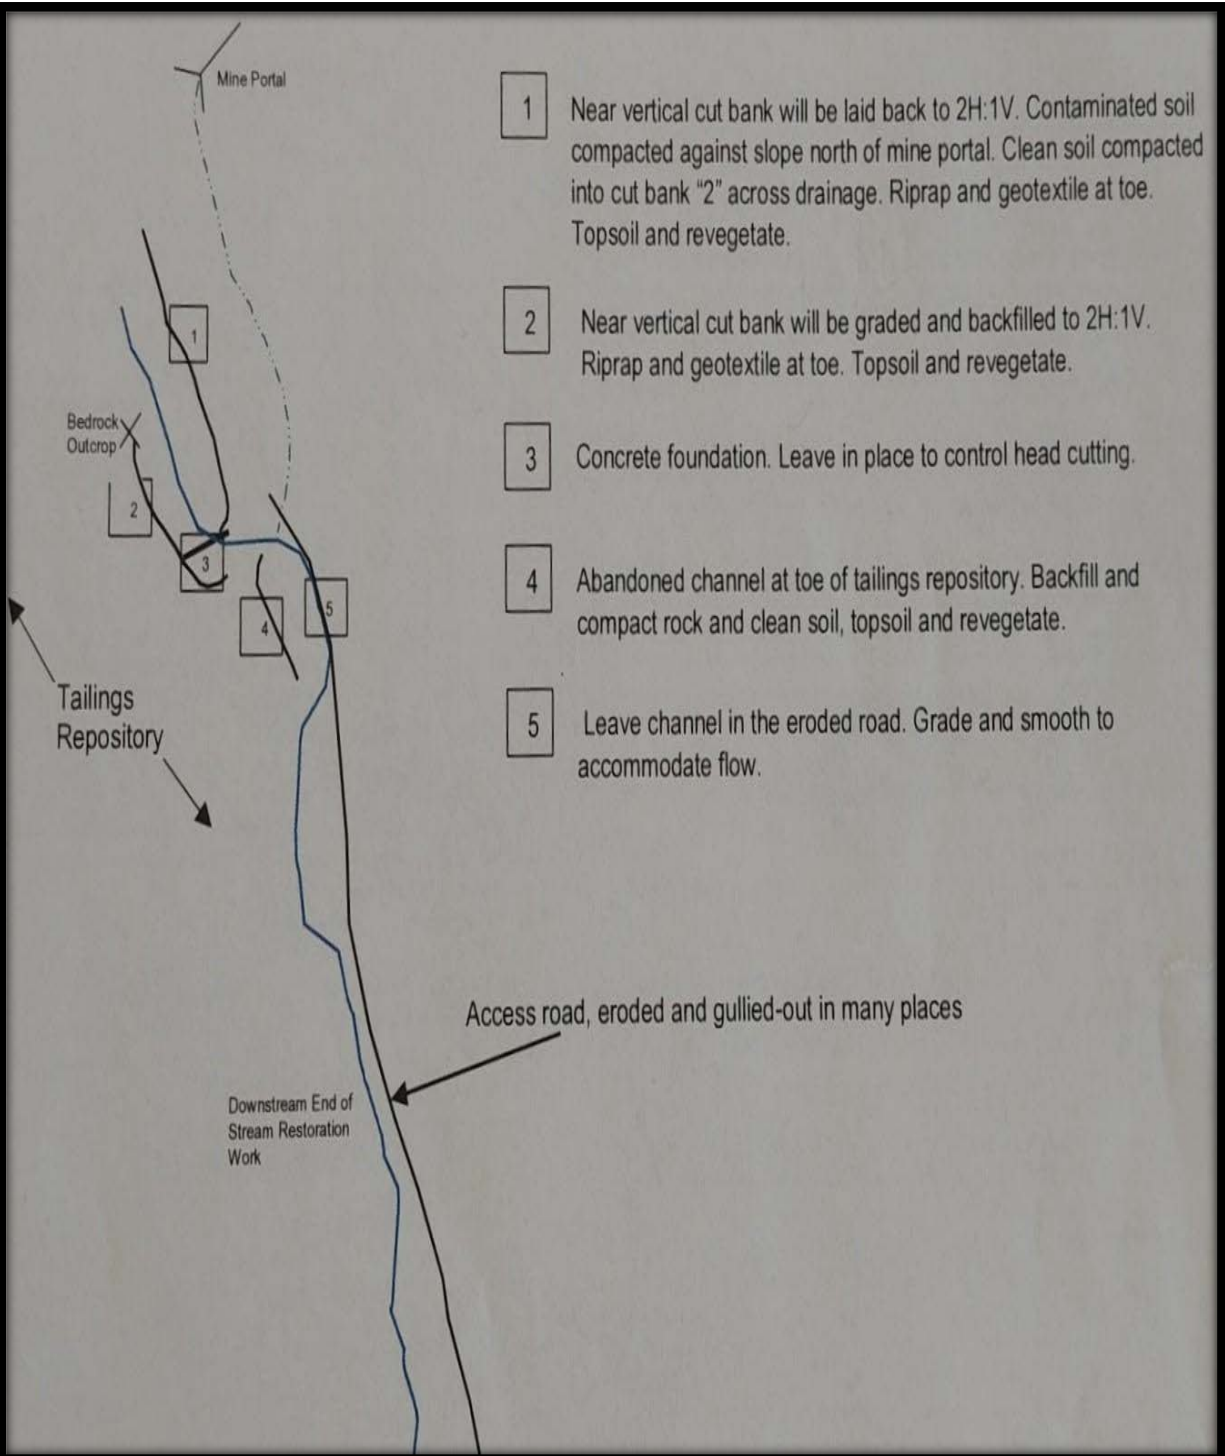 Mine Portal
1
Near vertical cut bank will be laid back to 2H:1V. Contaminated soil
compacted against slope north of mine portal. Clean soil compacted
into cut bank “2” across drainage. Riprap and geotextile at toe.
Topsoil and revegetate.
2
Near vertical cut bank will be graded and backfilled to 2H:1V.
Riprap and geotextile at toe. Topsoil and revegetate.
3
Concrete foundation. Leave in place to control head cutting.
4
Abandoned channel at toe of tailings repository. Backfill and
compact rock and clean soil, topsoil and revegetate.
5
Leave channel in the eroded road. Grade and smooth to
accommodate flow.
1
Bedrock
Outcrop
2
3
4
5
Tailings
Repository
Access road, eroded and gullied-out in many places
Downstream End of
Stream Restoration
Work